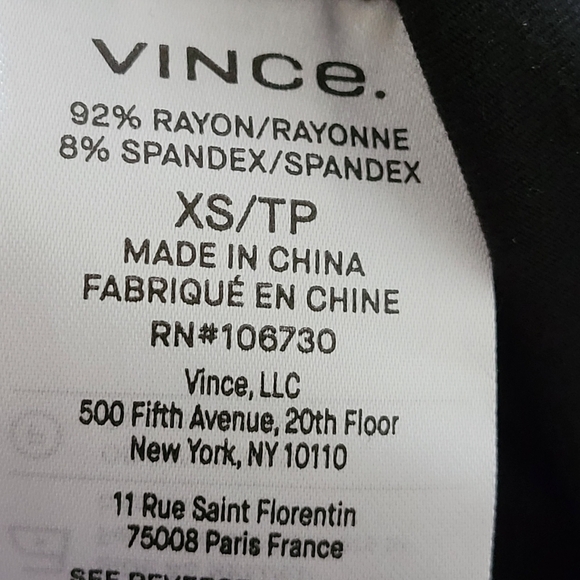 VINCE.
92% RAYON/RAYONNE
8% SPANDEX/SPANDEX
XS/TP
MADE IN CHINA
FABRIQUÉ EN CHINE
RN#106730
Vince, LLC
500 Fifth Avenue, 20th Floor
New York, NY 10110
11 Rue Saint Florentin
75008 Paris France
SEE